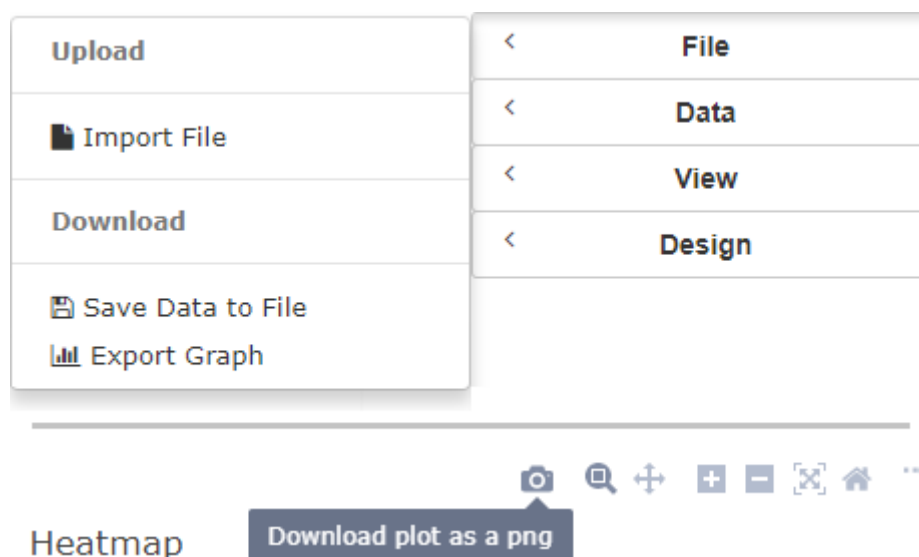 Upload
Import File
Download
Save Data to File
Export Graph
File
Data
View
Design
Heatmap
Download plot as a png